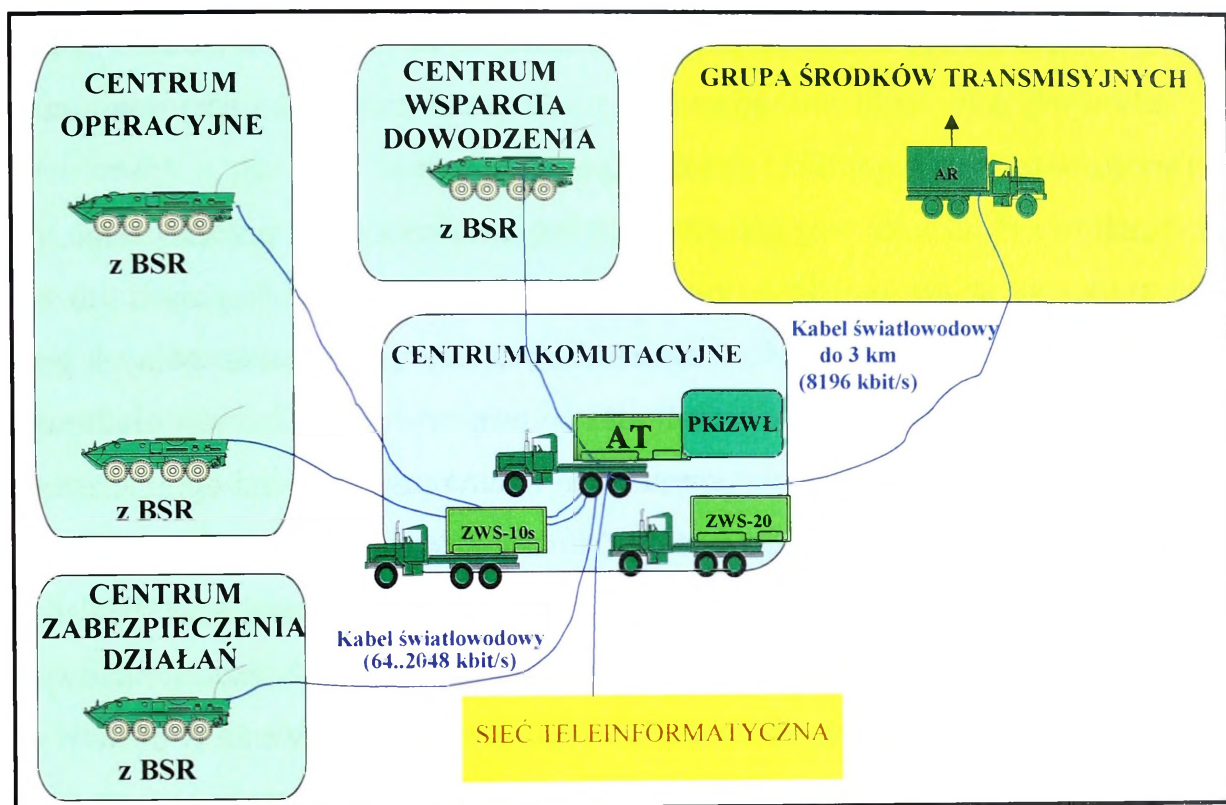 CENTRUM
OPERACYJNE
z BSR
z BSR
CENTRUM
WSPARCIA
DOWODZENIA
z BSR
GRUPA ŚRODKÓW TRANSMISYJNYCH
AR
Kabel światłowodowy
do 3 km
(8196 kbit/s)
CENTRUM KOMUTACYJNE
AT
PKiZWŁ
ZWS-10s
ZWS-20
CENTRUM
ZABEZPIECZENIA
DZIAŁAŃ
z BSR
Kabel światłowodowy
(64..2048 kbit/s)
SIEĆ TELEINFORMATYCZNA